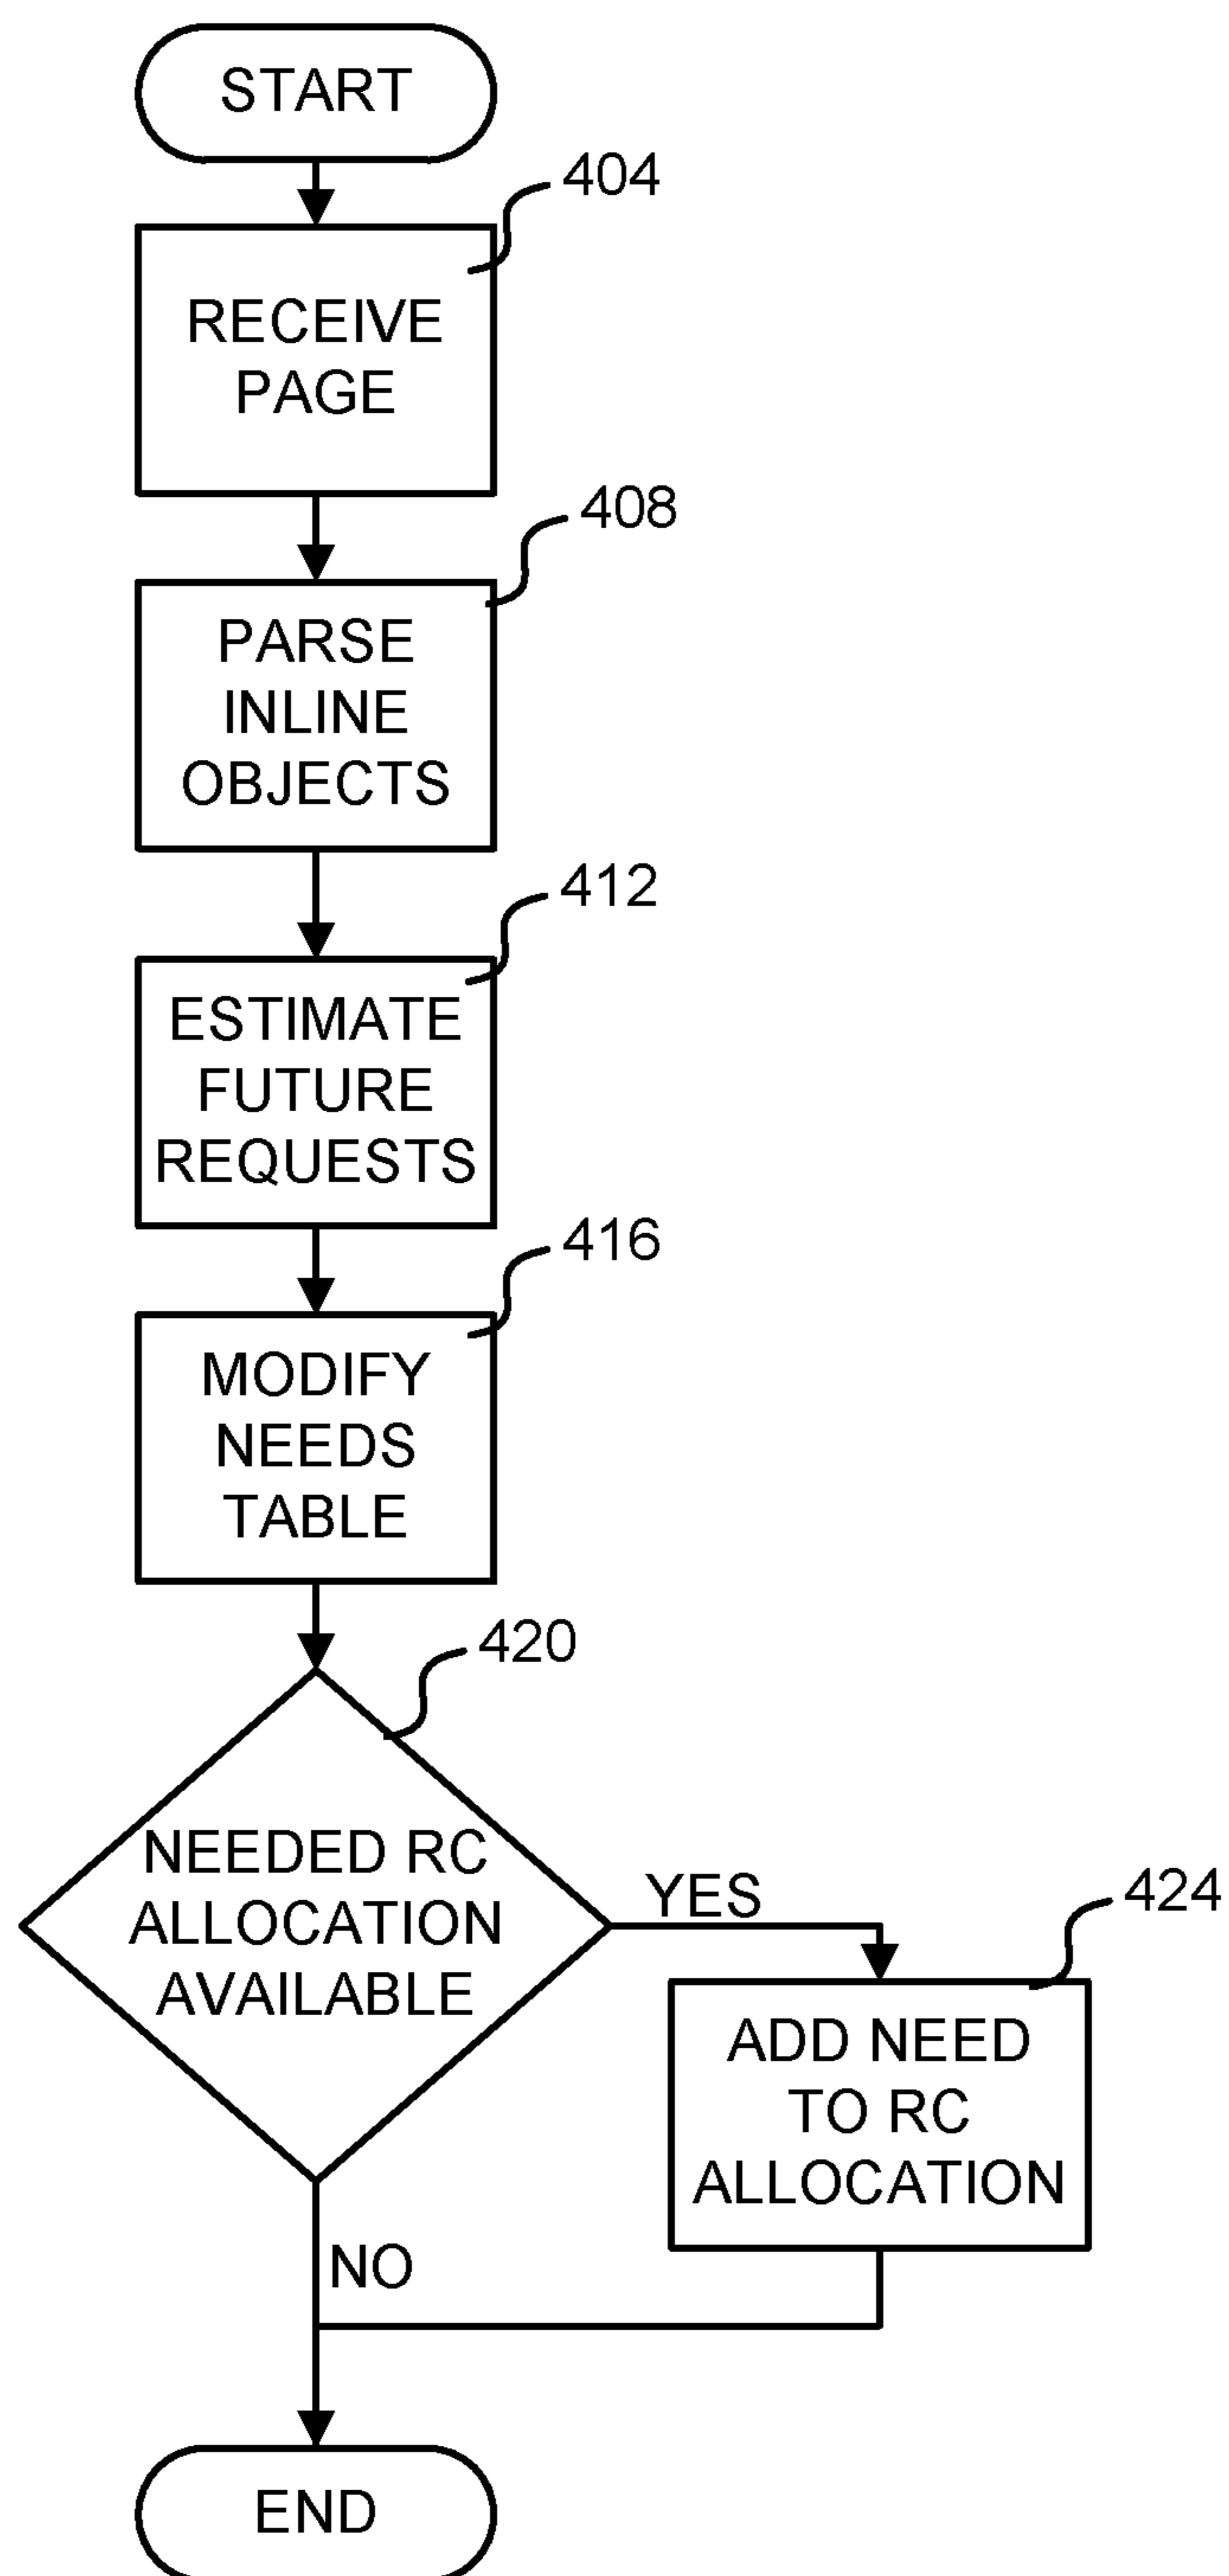 START
404
RECEIVE
PAGE
408
PARSE
INLINE
OBJECTS
412
ESTIMATE
FUTURE
REQUESTS
416
MODIFY
NEEDS
TABLE
420
NEEDED RC
ALLOCATION
AVAILABLE
YES
424
ADD NEED
TO RC
ALLOCATION
NO
END